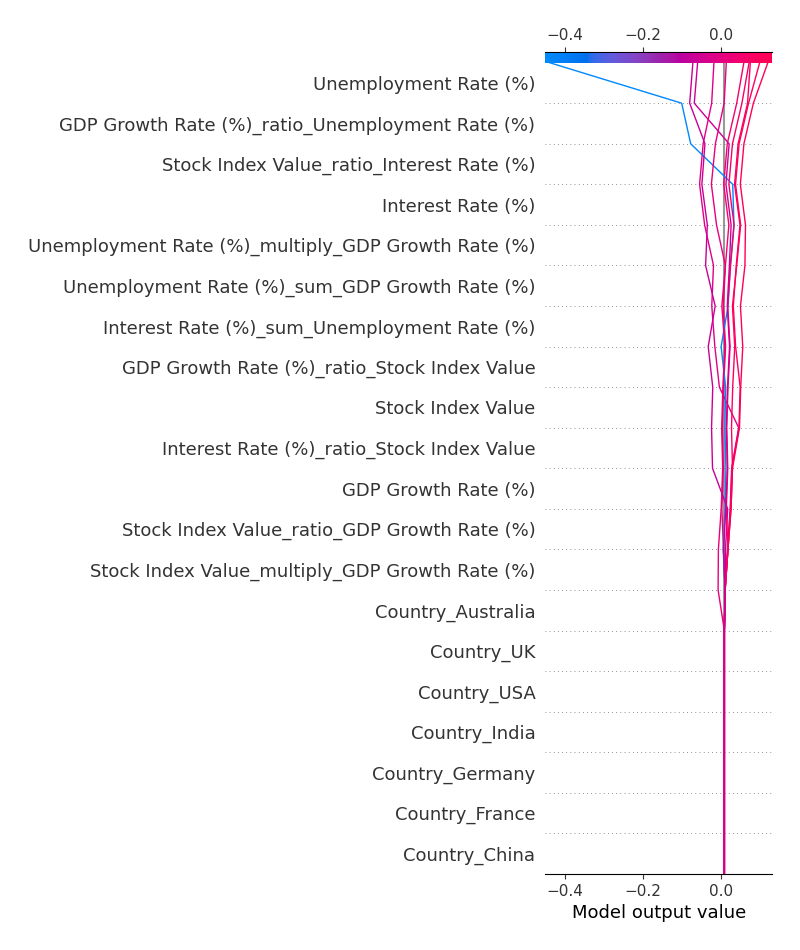 −0.4 −0.2 0.0
Unemployment Rate (%)
GDP Growth Rate (%)_ratio_Unemployment Rate (%)
Stock Index Value_ratio_Interest Rate (%)
Interest Rate (%)
Unemployment Rate (%)_multiply_GDP Growth Rate (%)
Unemployment Rate (%)_sum_GDP Growth Rate (%)
Interest Rate (%)_sum_Unemployment Rate (%)
GDP Growth Rate (%)_ratio_Stock Index Value
Stock Index Value
Interest Rate (%)_ratio_Stock Index Value
GDP Growth Rate (%)
Stock Index Value_ratio_GDP Growth Rate (%)
Stock Index Value_multiply_GDP Growth Rate (%)
Country_Australia
Country_UK
Country_USA
Country_India
Country_Germany
Country_France
Country_China
−0.4 −0.2 0.0
Model output value